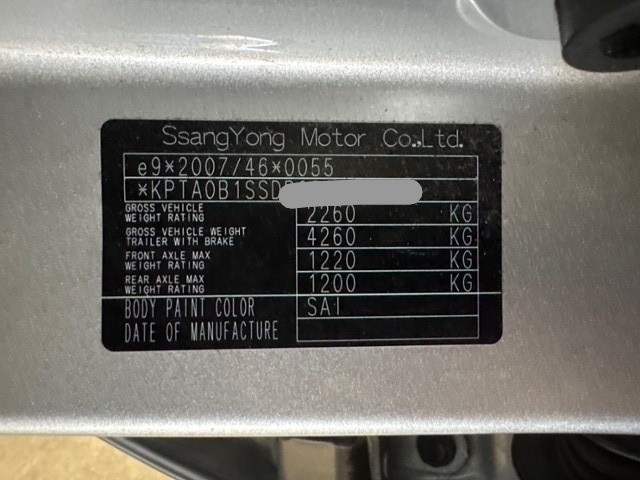 SsangYong Motor Co.,Ltd.
e9*2007/46*0055
*KPTA0B1SSD
GROSS VEHICLE
WEIGHT RATING 2260 KG
GROSS VEHICLE WEIGHT
TRAILER WITH BRAKE 4260 KG
FRONT AXLE MAX
WEIGHT RATING 1220 KG
REAR AXLE MAX
WEIGHT RATING 1200 KG
BODY PAINT COLOR SAI
DATE OF MANUFACTURE